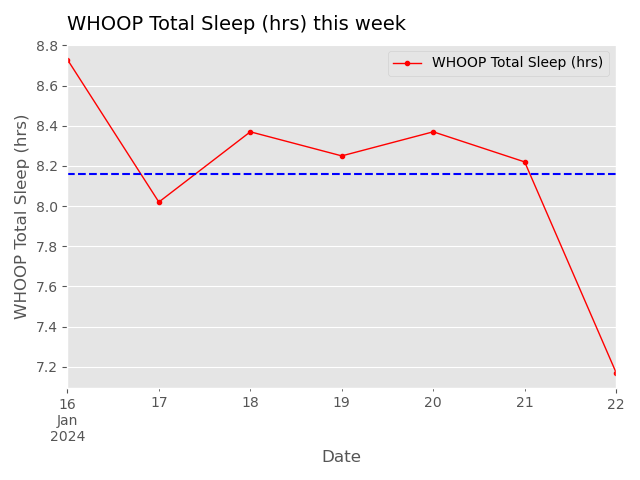 WHOOP Total Sleep (hrs) this week
WHOOP Total Sleep (hrs)
WHOOP Total Sleep (hrs)
8.8
8.6
8.4
8.2
8.0
7.8
7.6
7.4
7.2
16 17 18 19 20 21 22
Jan
2024
Date